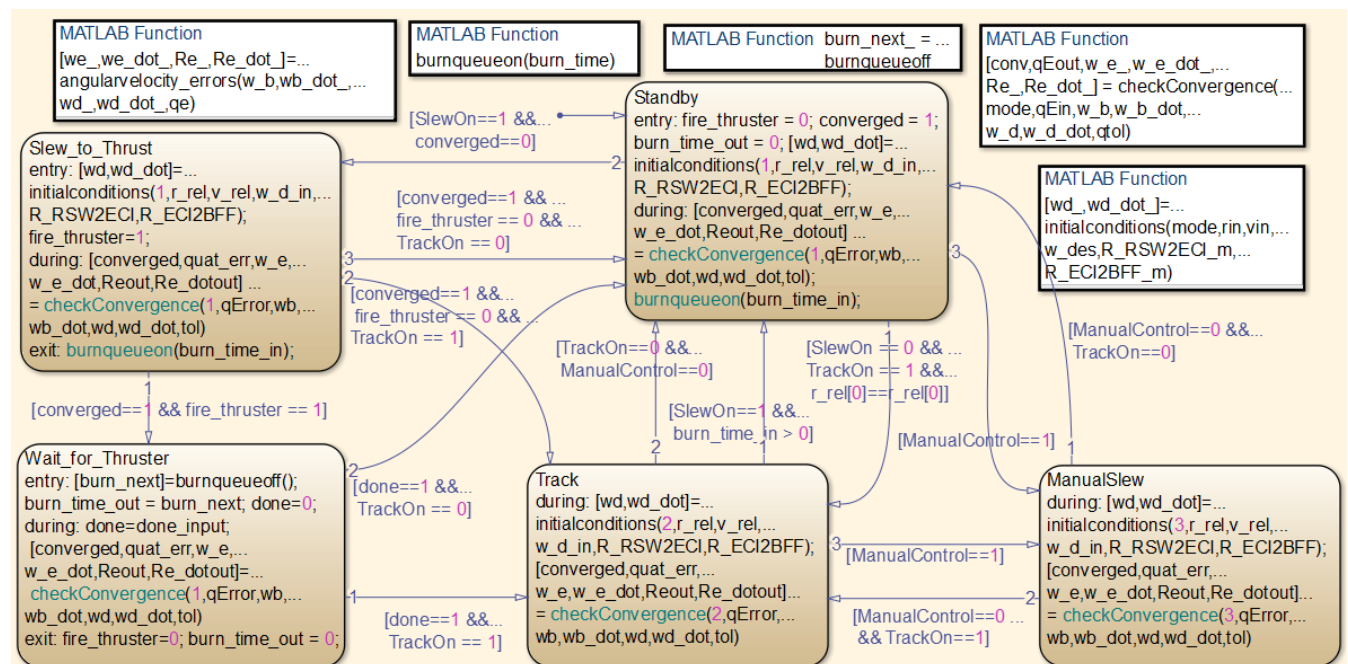 MATLAB Function
[we_,we_dot_,Re_,Re_dot_]=...
angularvelocity_errors(w_b,wb_dot_,...
wd_,wd_dot_,qe)
MATLAB Function
burnqueueon(burn_time)
MATLAB Function burn_next_ = ...
burnqueueoff
MATLAB Function
[conv,qEout,w_e_,w_e_dot_,...
Re_,Re_dot_] = checkConvergence(...
mode,qEin,w_b,w_b_dot,...
w_d,w_d_dot,qtol)
MATLAB Function
[wd_,wd_dot_]=...
initialconditions(mode,rin,vin,...
w_des,R_RSW2ECI_m,...
R_ECI2BFF_m)
Standby
entry: fire_thruster = 0; converged = 1;
burn_time_out = 0; [wd,wd_dot]=...
initialconditions(1,r_rel,v_rel,w_d_in,...
R_RSW2ECI,R_ECI2BFF);
during: [converged,quat_err,w_e,...
w_e_dot,Reout,Re_dotout] ...
= checkConvergence(1,qError,wb,...
wb_dot,wd,wd_dot,tol);
burnqueueon(burn_time_in);
[SlewOn==1 &&...
converged==0]
2
Slew_to_Thrust
entry: [wd,wd_dot]=...
initialconditions(1,r_rel,v_rel,w_d_in,...
R_RSW2ECI,R_ECI2BFF);
fire_thruster=1;
during: [converged,quat_err,w_e,...
w_e_dot,Reout,Re_dotout] ...
= checkConvergence(1,qError,wb,...
wb_dot,wd,wd_dot,tol)
exit: burnqueueon(burn_time_in);
[converged==1 && ...
fire_thruster == 0 &&...
TrackOn == 0]
3
2
[converged==1 &&...
fire_thruster == 0 &&...
TrackOn == 1]
1
[converged==1 && fire_thruster == 1]
[TrackOn==0 &&...
ManualControl==0]
2
[SlewOn==1 &&...
burn_time_in > 0]
1
1
[SlewOn == 0 && ...
TrackOn == 1 &&...
r_rel[0]==r_rel[0]]
3
[ManualControl==1]
[ManualControl==0 &&...
TrackOn==0]
1
Wait_for_Thruster
entry: [burn_next]=burnqueueoff();
burn_time_out = burn_next; done=0;
during: done=done_input;
[converged,quat_err,w_e,...
w_e_dot,Reout,Re_dotout]=...
checkConvergence(1,qError,wb,...
wb_dot,wd,wd_dot,tol)
exit: fire_thruster=0; burn_time_out = 0;
2
[done==1 &&...
TrackOn == 0]
1
[done==1 &&...
TrackOn == 1]
Track
during: [wd,wd_dot]=...
initialconditions(2,r_rel,v_rel,...
w_d_in,R_RSW2ECI,R_ECI2BFF);
[converged,quat_err,...
w_e,w_e_dot,Reout,Re_dotout]...
= checkConvergence(2,qError,...
wb,wb_dot,wd,wd_dot,tol)
3
[ManualControl==1]
2
[ManualControl==0 ...
&& TrackOn==1]
ManualSlew
during: [wd,wd_dot]=...
initialconditions(3,r_rel,v_rel,...
w_d_in,R_RSW2ECI,R_ECI2BFF);
[converged,quat_err,...
w_e,w_e_dot,Reout,Re_dotout]...
= checkConvergence(3,qError,...
wb,wb_dot,wd,wd_dot,tol)